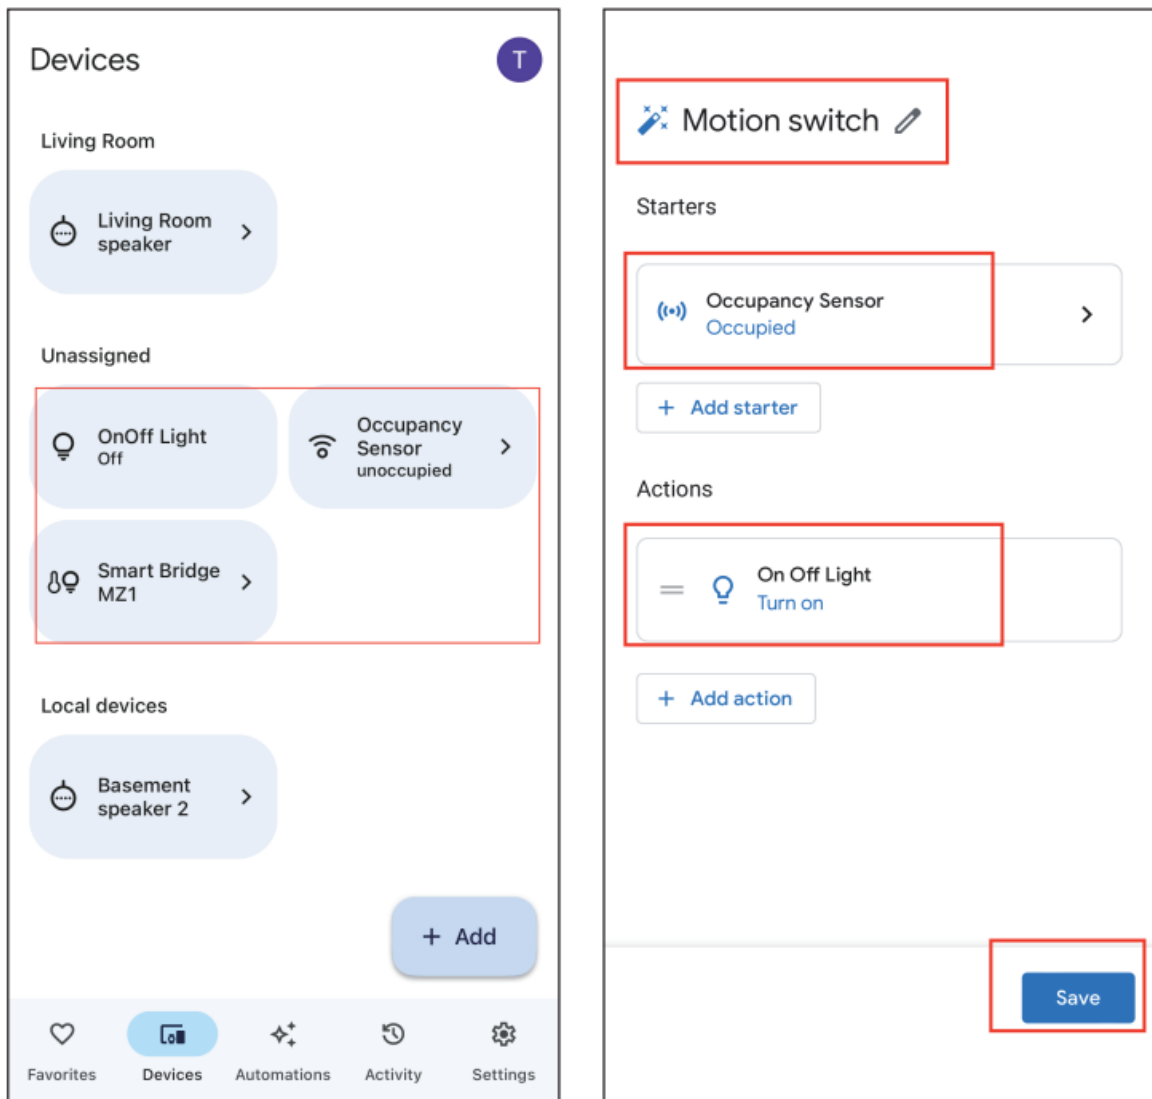 Devices
T
Living Room
Living Room
speaker
Unassigned
OnOff Light
Off
Occupancy
Sensor
unoccupied
Smart Bridge
MZ1
Local devices
Basement
speaker 2
+ Add
Favorites
Devices
Automations
Activity
Settings
Motion switch
Starters
Occupancy Sensor
Occupied
+ Add starter
Actions
On Off Light
Turn on
+ Add action
Save